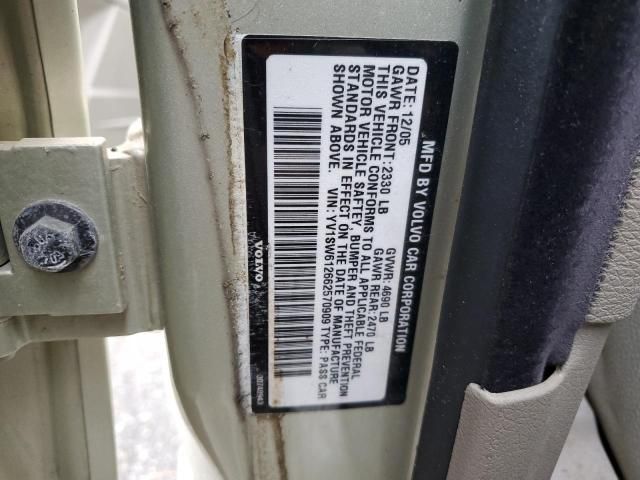 MFD BY VOLVO CAR CORPORATION
DATE: 12/05 GVWR: 4690 LB
GAWR FRONT: 2330 LB GAWR REAR: 2470 LB
THIS VEHICLE CONFORMS TO ALL APPLICABLE FEDERAL
MOTOR VEHICLE SAFTEY, BUMPER AND THEFT PREVENTION
STANDARDS IN EFFECT ON THE DATE OF MANUFACTURE
SHOWN ABOVE. VIN: YV1SW612662570909 TYPE: PASS CAR
VOLVO